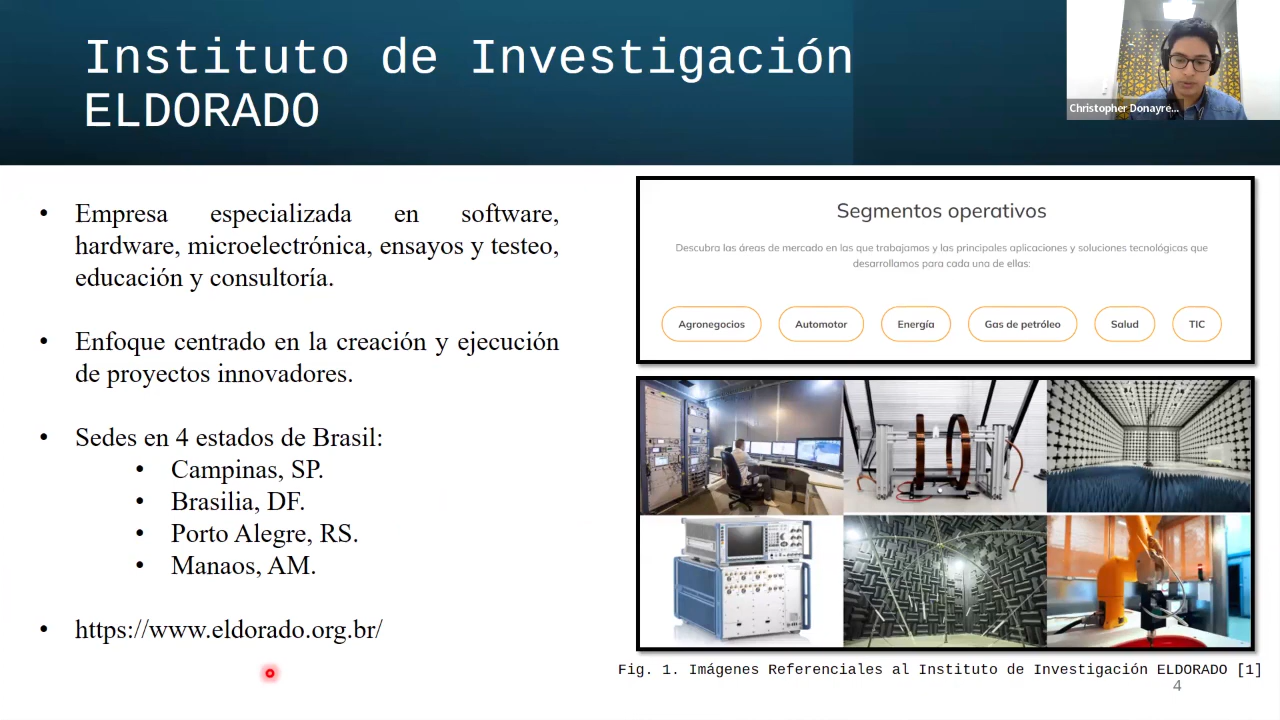 Instituto de Investigación
ELDORADO
Christopher Donayre...
• Empresa especializada en software,
hardware, microelectrónica, ensayos y testeo,
educación y consultoría.
• Enfoque centrado en la creación y ejecución
de proyectos innovadores.
• Sedes en 4 estados de Brasil:
• Campinas, SP.
• Brasilia, DF.
• Porto Alegre, RS.
• Manaos, AM.
• https://www.eldorado.org.br/
Segmentos operativos
Descubra las áreas de mercado en las que trabajamos y las principales aplicaciones y soluciones tecnológicas que
desarrollamos para cada una de ellas:
Agronegocios Automotor Energía Gas de petróleo Salud TIC
Fig. 1. Imágenes Referenciales al Instituto de Investigación ELDORADO [1]
4